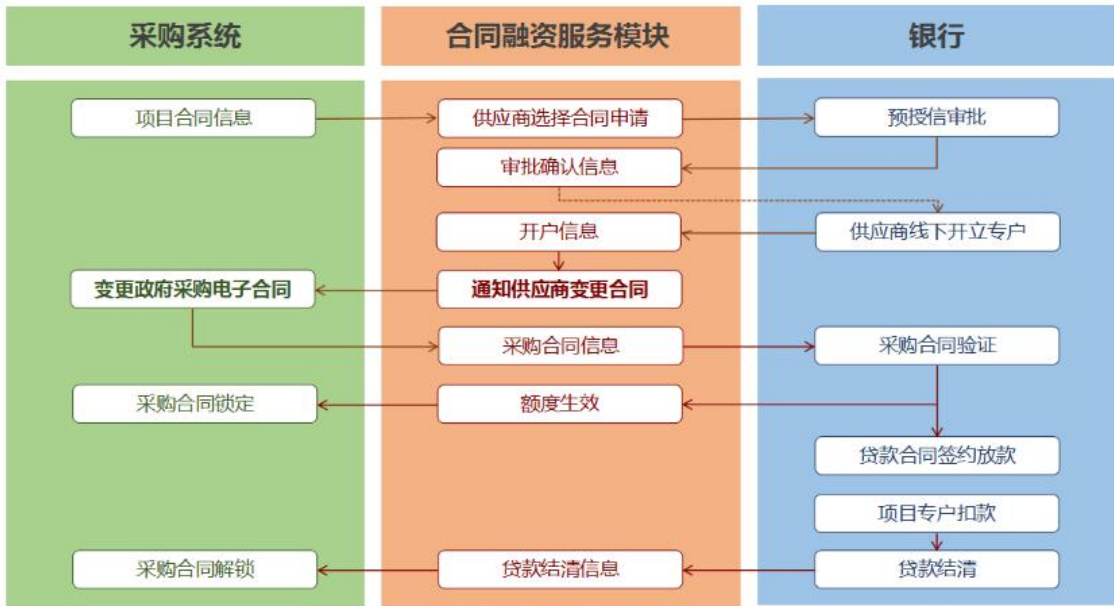 采购系统
合同融资服务模块
银行
项目合同信息
供应商选择合同申请
预授信审批
审批确认信息
开户信息
供应商线下开立专户
变更政府采购电子合同
通知供应商变更合同
采购合同信息
采购合同验证
采购合同锁定
额度生效
贷款合同签约放款
项目专户扣款
采购合同解锁
贷款结清信息
贷款结清